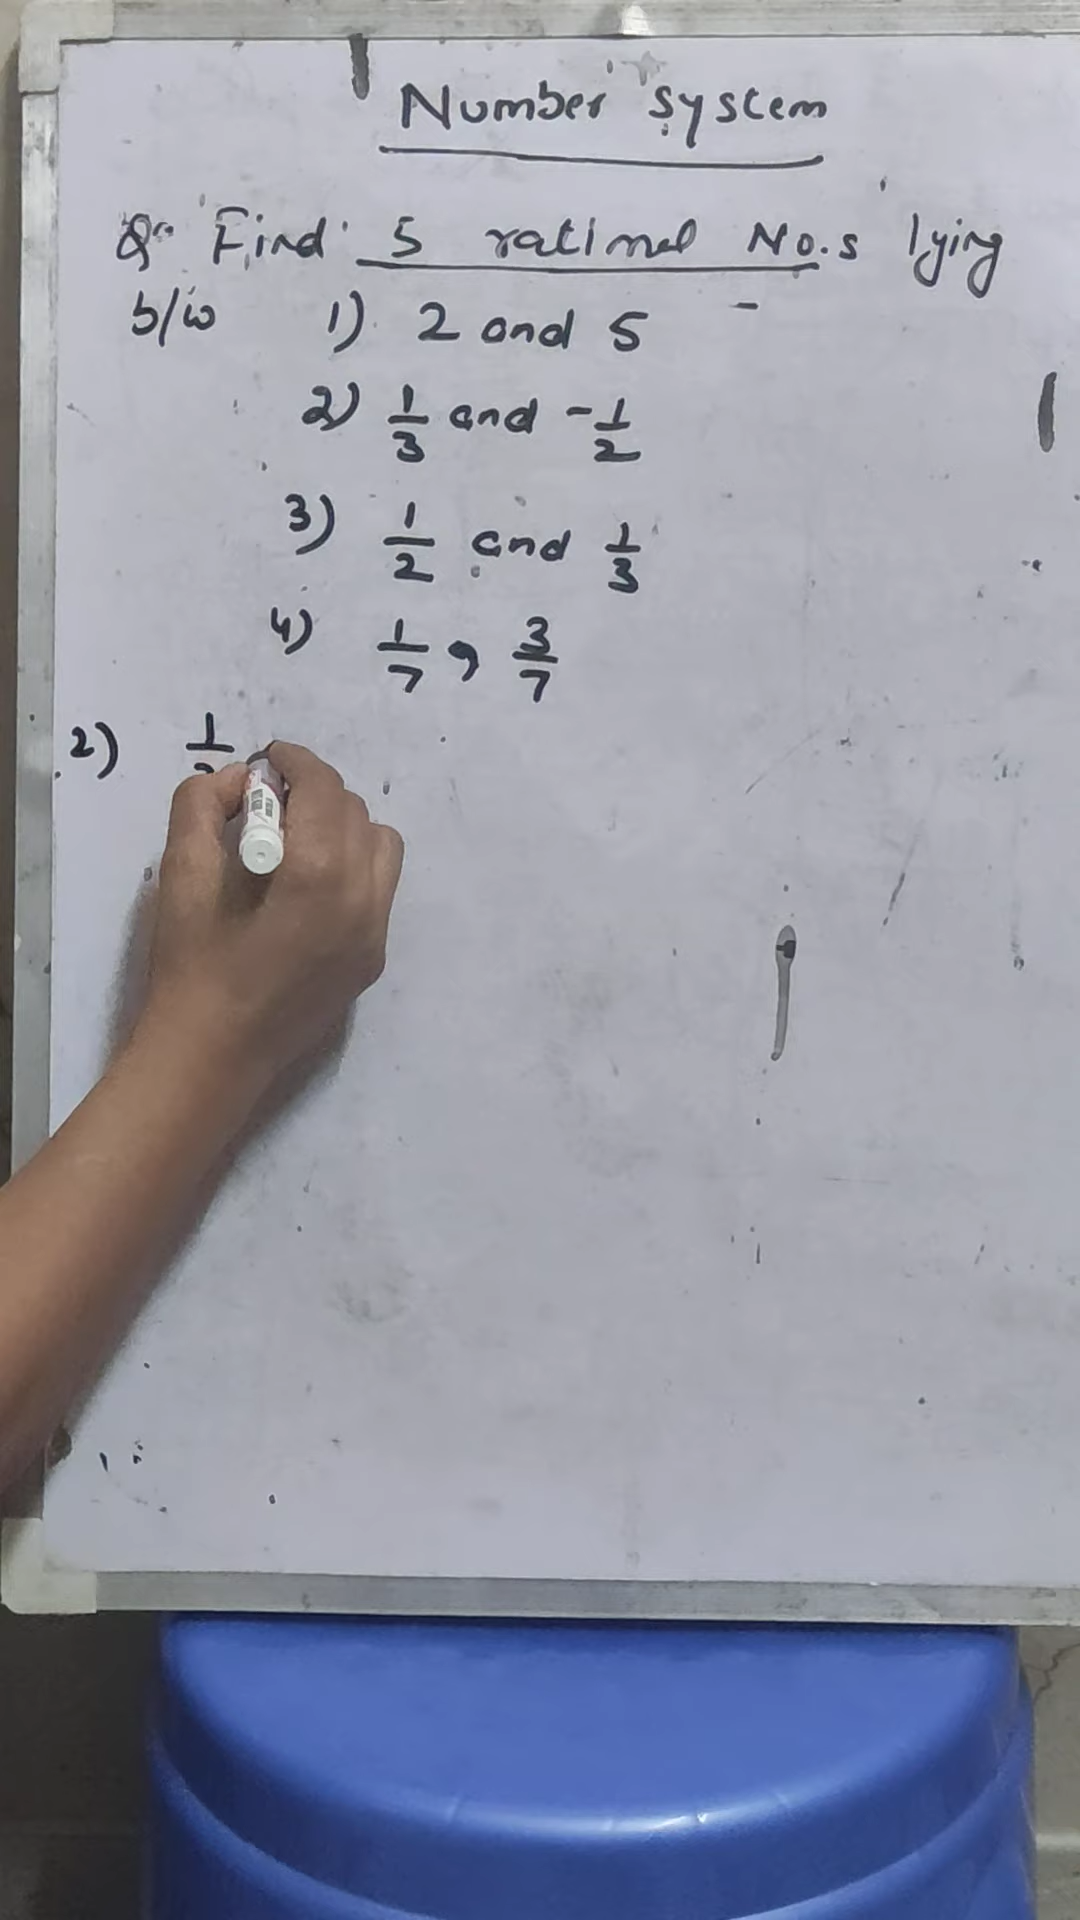 Number system
Q. Find 5 rational No.s lying
b/w 1) 2 and 5
2) 1/3 and -1/2
3) 1/2 and 1/3
4) 1/7 , 3/7
2) 1